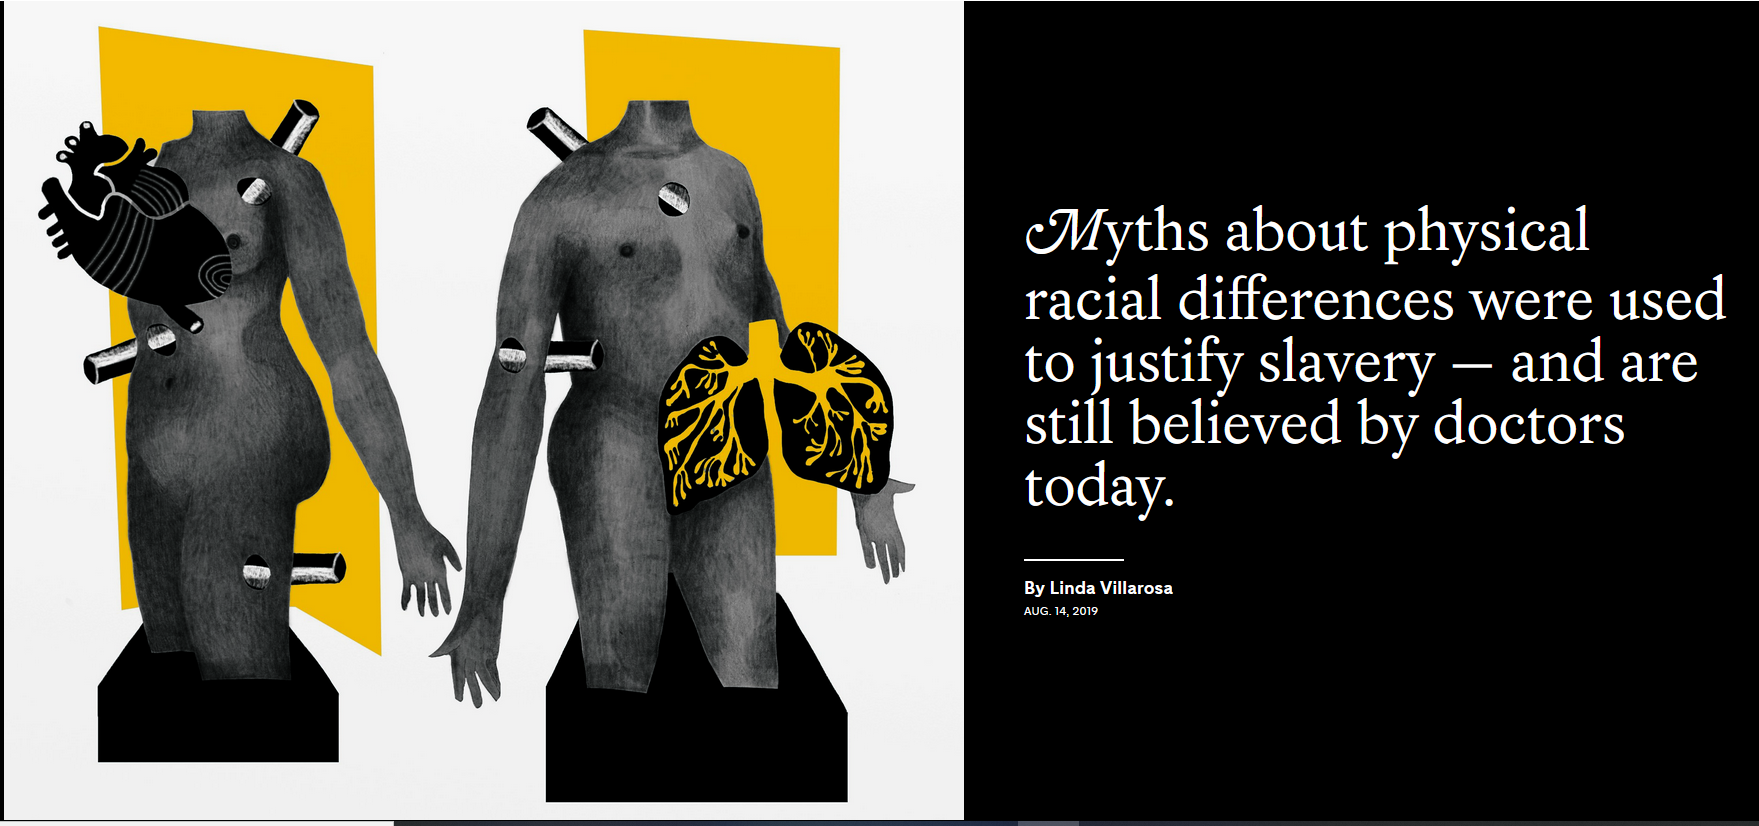 Myths about physical
racial differences were used
to justify slavery — and are
still believed by doctors
today.
By Linda Villarosa
AUG. 14, 2019